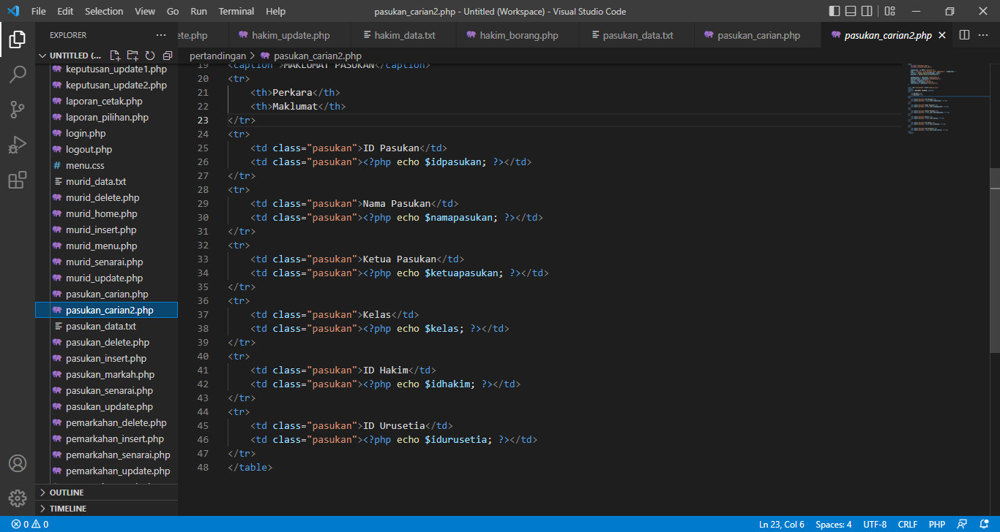 File Edit Selection View Go Run Terminal Help
pasukan_carian2.php - Untitled (Workspace) - Visual Studio Code
EXPLORER
ete.php hakim_update.php hakim_data.txt hakim_borang.php pasukan_data.txt pasukan_carian.php pasukan_carian2.php
UNTITLED (...
pertandingan > pasukan_carian2.php
keputusan_update1.php
keputusan_update2.php
laporan_cetak.php
laporan_pilihan.php
login.php
logout.php
menu.css
murid_data.txt
murid_delete.php
murid_home.php
murid_insert.php
murid_menu.php
murid_senarai.php
murid_update.php
pasukan_carian.php
pasukan_carian2.php
pasukan_data.txt
pasukan_delete.php
pasukan_insert.php
pasukan_markah.php
pasukan_senarai.php
pasukan_update.php
pemarkahan_delete.php
pemarkahan_insert.php
pemarkahan_senarai.php
pemarkahan_update.php
OUTLINE
TIMELINE
19 <caption >MAKLUMAT PASUKAN</caption>
20 <tr>
21 <th>Perkara</th>
22 <th>Maklumat</th>
23 </tr>
24 <tr>
25 <td class="pasukan">ID Pasukan</td>
26 <td class="pasukan"><?php echo $idpasukan; ?></td>
27 </tr>
28 <tr>
29 <td class="pasukan">Nama Pasukan</td>
30 <td class="pasukan"><?php echo $namapasukan; ?></td>
31 </tr>
32 <tr>
33 <td class="pasukan">Ketua Pasukan</td>
34 <td class="pasukan"><?php echo $ketuapasukan; ?></td>
35 </tr>
36 <tr>
37 <td class="pasukan">Kelas</td>
38 <td class="pasukan"><?php echo $kelas; ?></td>
39 </tr>
40 <tr>
41 <td class="pasukan">ID Hakim</td>
42 <td class="pasukan"><?php echo $idhakim; ?></td>
43 </tr>
44 <tr>
45 <td class="pasukan">ID Urusetia</td>
46 <td class="pasukan"><?php echo $idurusetia; ?></td>
47 </tr>
48 </table>
0 0 Ln 23, Col 6 Spaces: 4 UTF-8 CRLF PHP